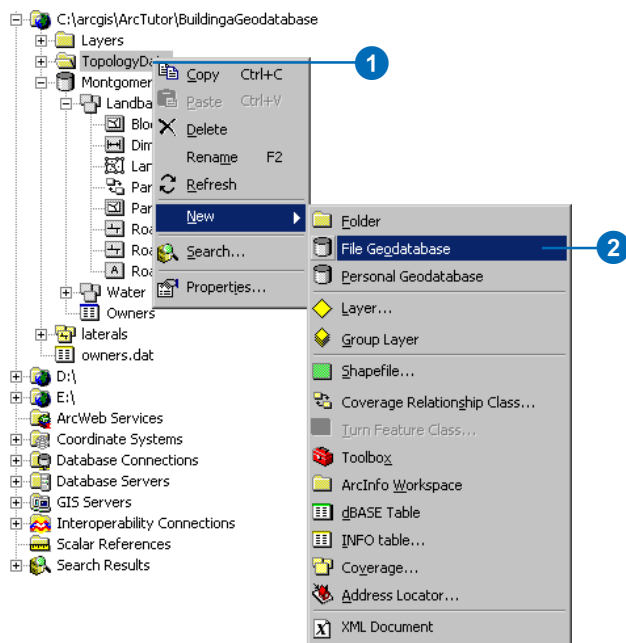 C:\arcgis\ArcTutor\BuildingaGeodatabase
Layers
TopologyDa
1
Montgomer
Landba
Blo
Dim
Lan
Par
Par
Roa
Roa
Roa
Water
Owners
laterals
owners.dat
D:\
E:\
ArcWeb Services
Coordinate Systems
Database Connections
Database Servers
GIS Servers
Interoperability Connections
Scalar References
Search Results
Copy Ctrl+C
Paste Ctrl+V
Delete
Rename F2
Refresh
New
Search...
Properties...
Folder
File Geodatabase
2
Personal Geodatabase
Layer...
Group Layer
Shapefile...
Coverage Relationship Class...
Turn Feature Class...
Toolbox
ArcInfo Workspace
dBASE Table
INFO table...
Coverage...
Address Locator...
XML Document